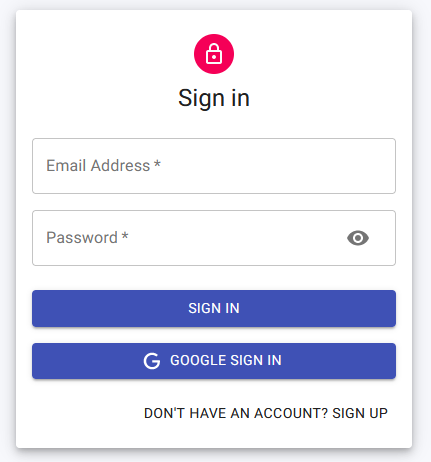 Sign in
Email Address *
Password *
SIGN IN
GOOGLE SIGN IN
DON'T HAVE AN ACCOUNT? SIGN UP